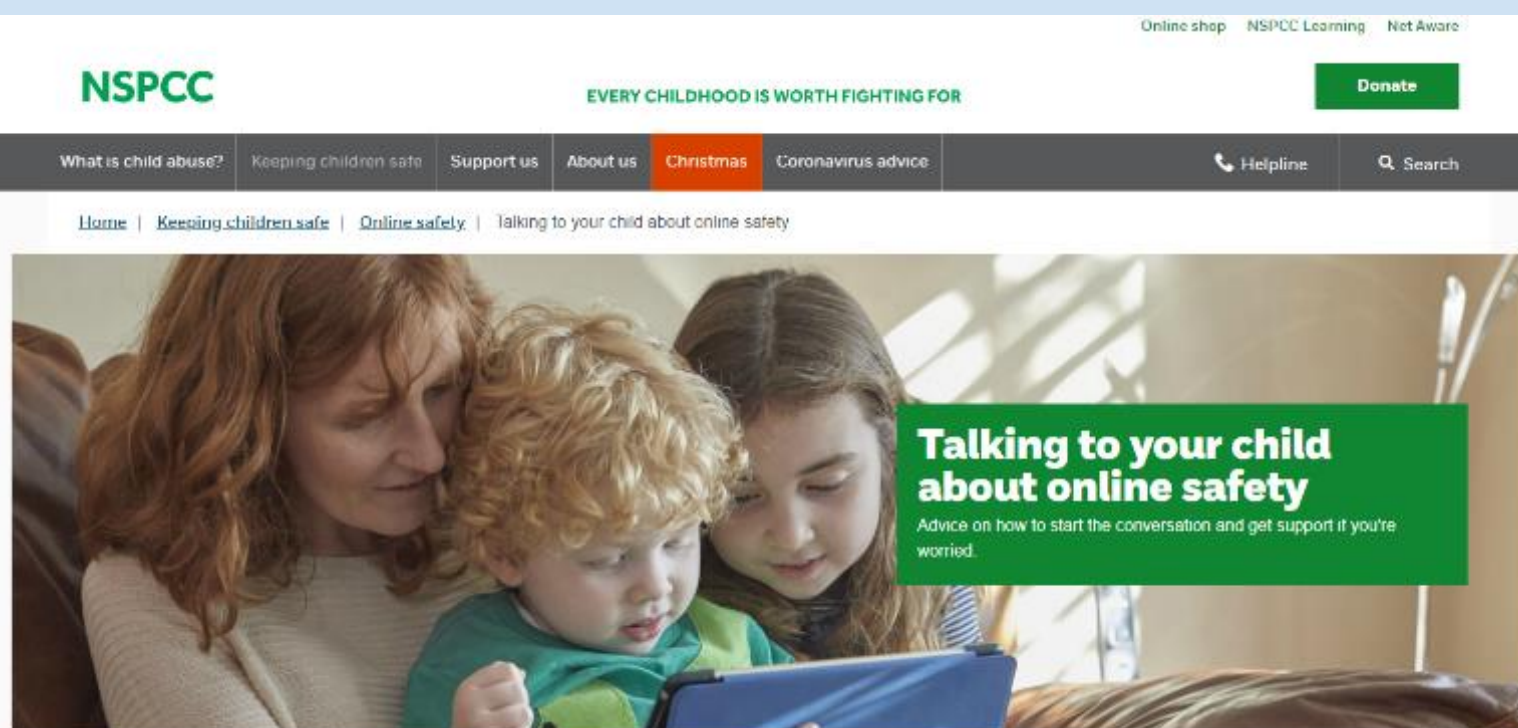 Online shop NSPCC Learning Net Aware
NSPCC
EVERY CHILDHOOD IS WORTH FIGHTING FOR
Donate
What is child abuse? Keeping children safe Support us About us Christmas Coronavirus advice Helpline Search
Home | Keeping children safe | Online safety | Talking to your child about online safety
Talking to your child
about online safety
Advice on how to start the conversation and get support if you're
worried.